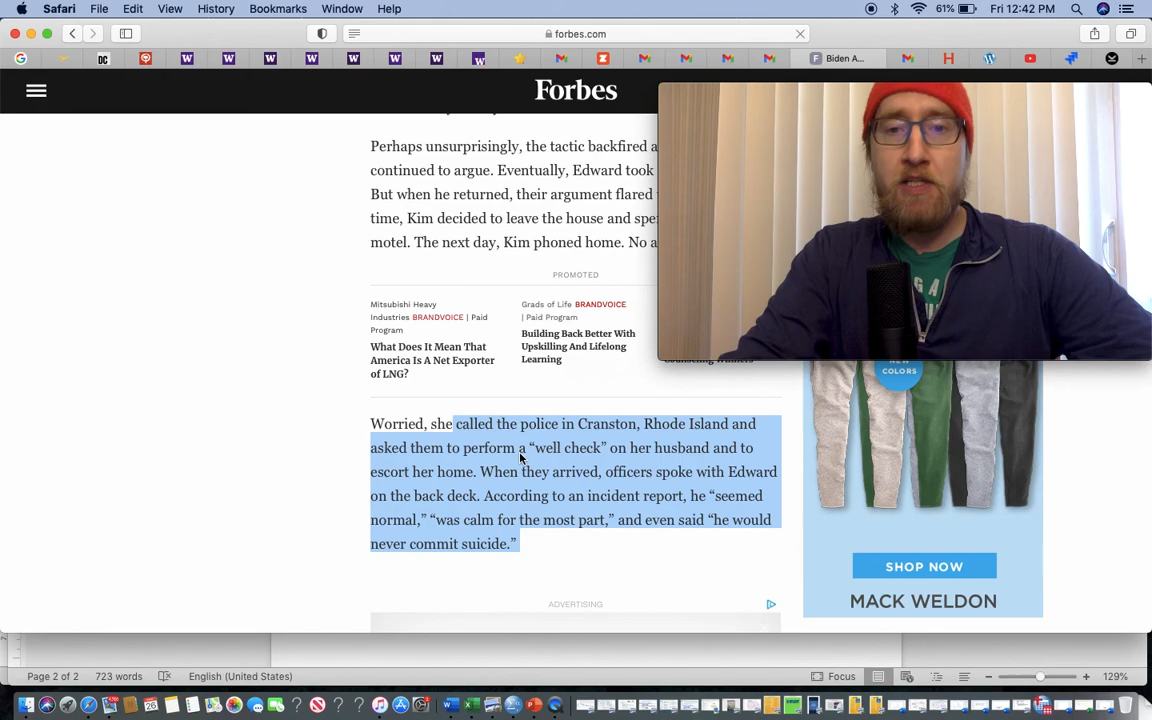 Safari File Edit View History Bookmarks Window Help 61% Fri 12:42 PM
forbes.com
Biden A...
Forbes
Perhaps unsurprisingly, the tactic backfired a
continued to argue. Eventually, Edward took
But when he returned, their argument flared
time, Kim decided to leave the house and spe
motel. The next day, Kim phoned home. No a
PROMOTED
Mitsubishi Heavy
Industries BRANDVOICE | Paid
Program
What Does It Mean That
America Is A Net Exporter
of LNG?
Grads of Life BRANDVOICE
| Paid Program
Building Back Better With
Upskilling And Lifelong
Learning
COLORS
Worried, she called the police in Cranston, Rhode Island and
asked them to perform a “well check” on her husband and to
escort her home. When they arrived, officers spoke with Edward
on the back deck. According to an incident report, he “seemed
normal,” “was calm for the most part,” and even said “he would
never commit suicide.”
SHOP NOW
MACK WELDON
ADVERTISING
Page 2 of 2 723 words English (United States) Focus 129%